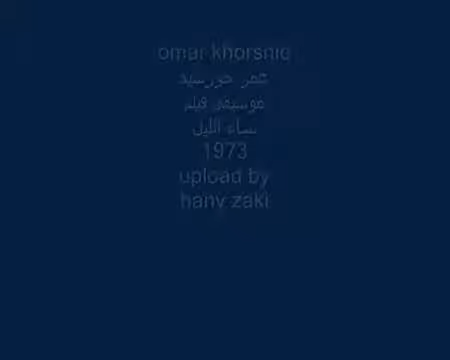 omar khorshid
عمر خورشيد
موسيقى فيلم
نساء الليل
1973
upload by
hany zaki